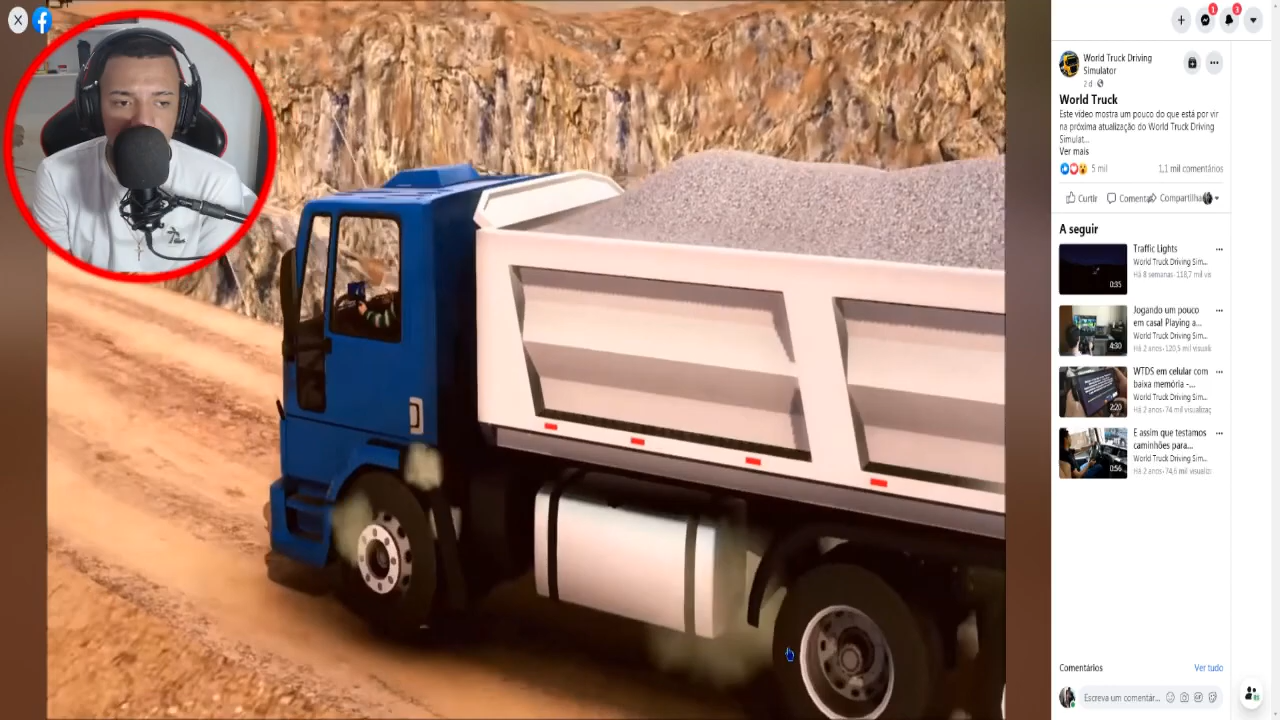 1
3
World Truck Driving
Simulator
2 d
World Truck
Este vídeo mostra um pouco do que está por vir
na próxima atualização do World Truck Driving
Simulat...
Ver mais
5 mil
1,1 mil comentários
Curtir
Comentar
Compartilhar
A seguir
Traffic Lights
World Truck Driving Sim...
Há 8 semanas · 118,7 mil vis
0:35
Jogando um pouco
em casa! Playing a...
World Truck Driving Sim...
Há 2 anos · 120,5 mil visuali
4:30
WTDS em celular com
baixa memória -...
World Truck Driving Sim...
Há 2 anos · 74 mil visualizaç
2:20
E assim que testamos
caminhões para...
World Truck Driving Sim...
Há 2 anos · 74,6 mil visualiz
0:56
Comentários
Ver tudo
Escreva um comentár...